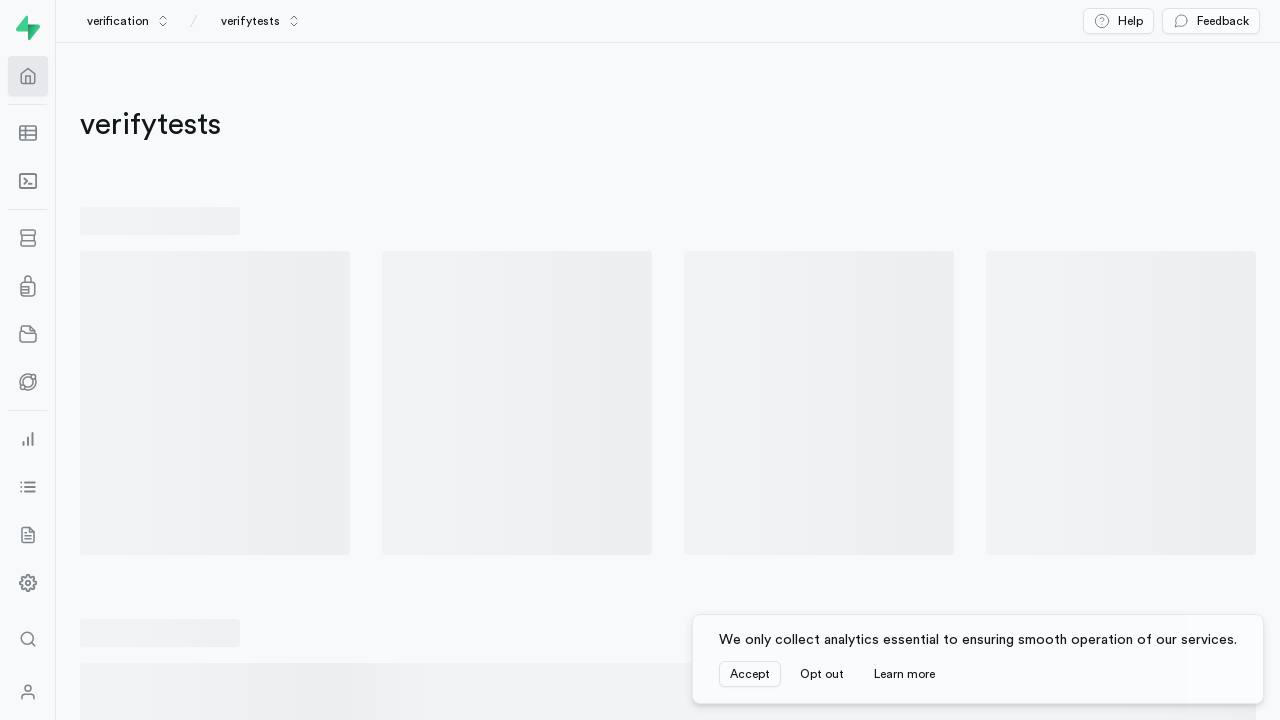 verification / verifytests Help Feedback
verifytests
We only collect analytics essential to ensuring smooth operation of our services.
Accept Opt out Learn more